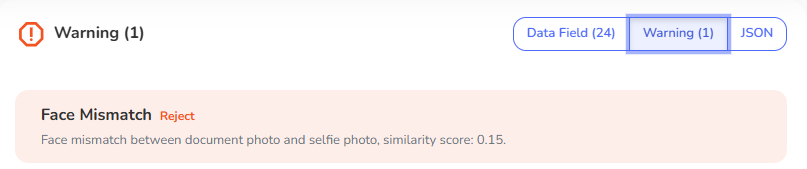 Warning (1)
Data Field (24)
Warning (1)
JSON
Face Mismatch Reject
Face mismatch between document photo and selfie photo, similarity score: 0.15.